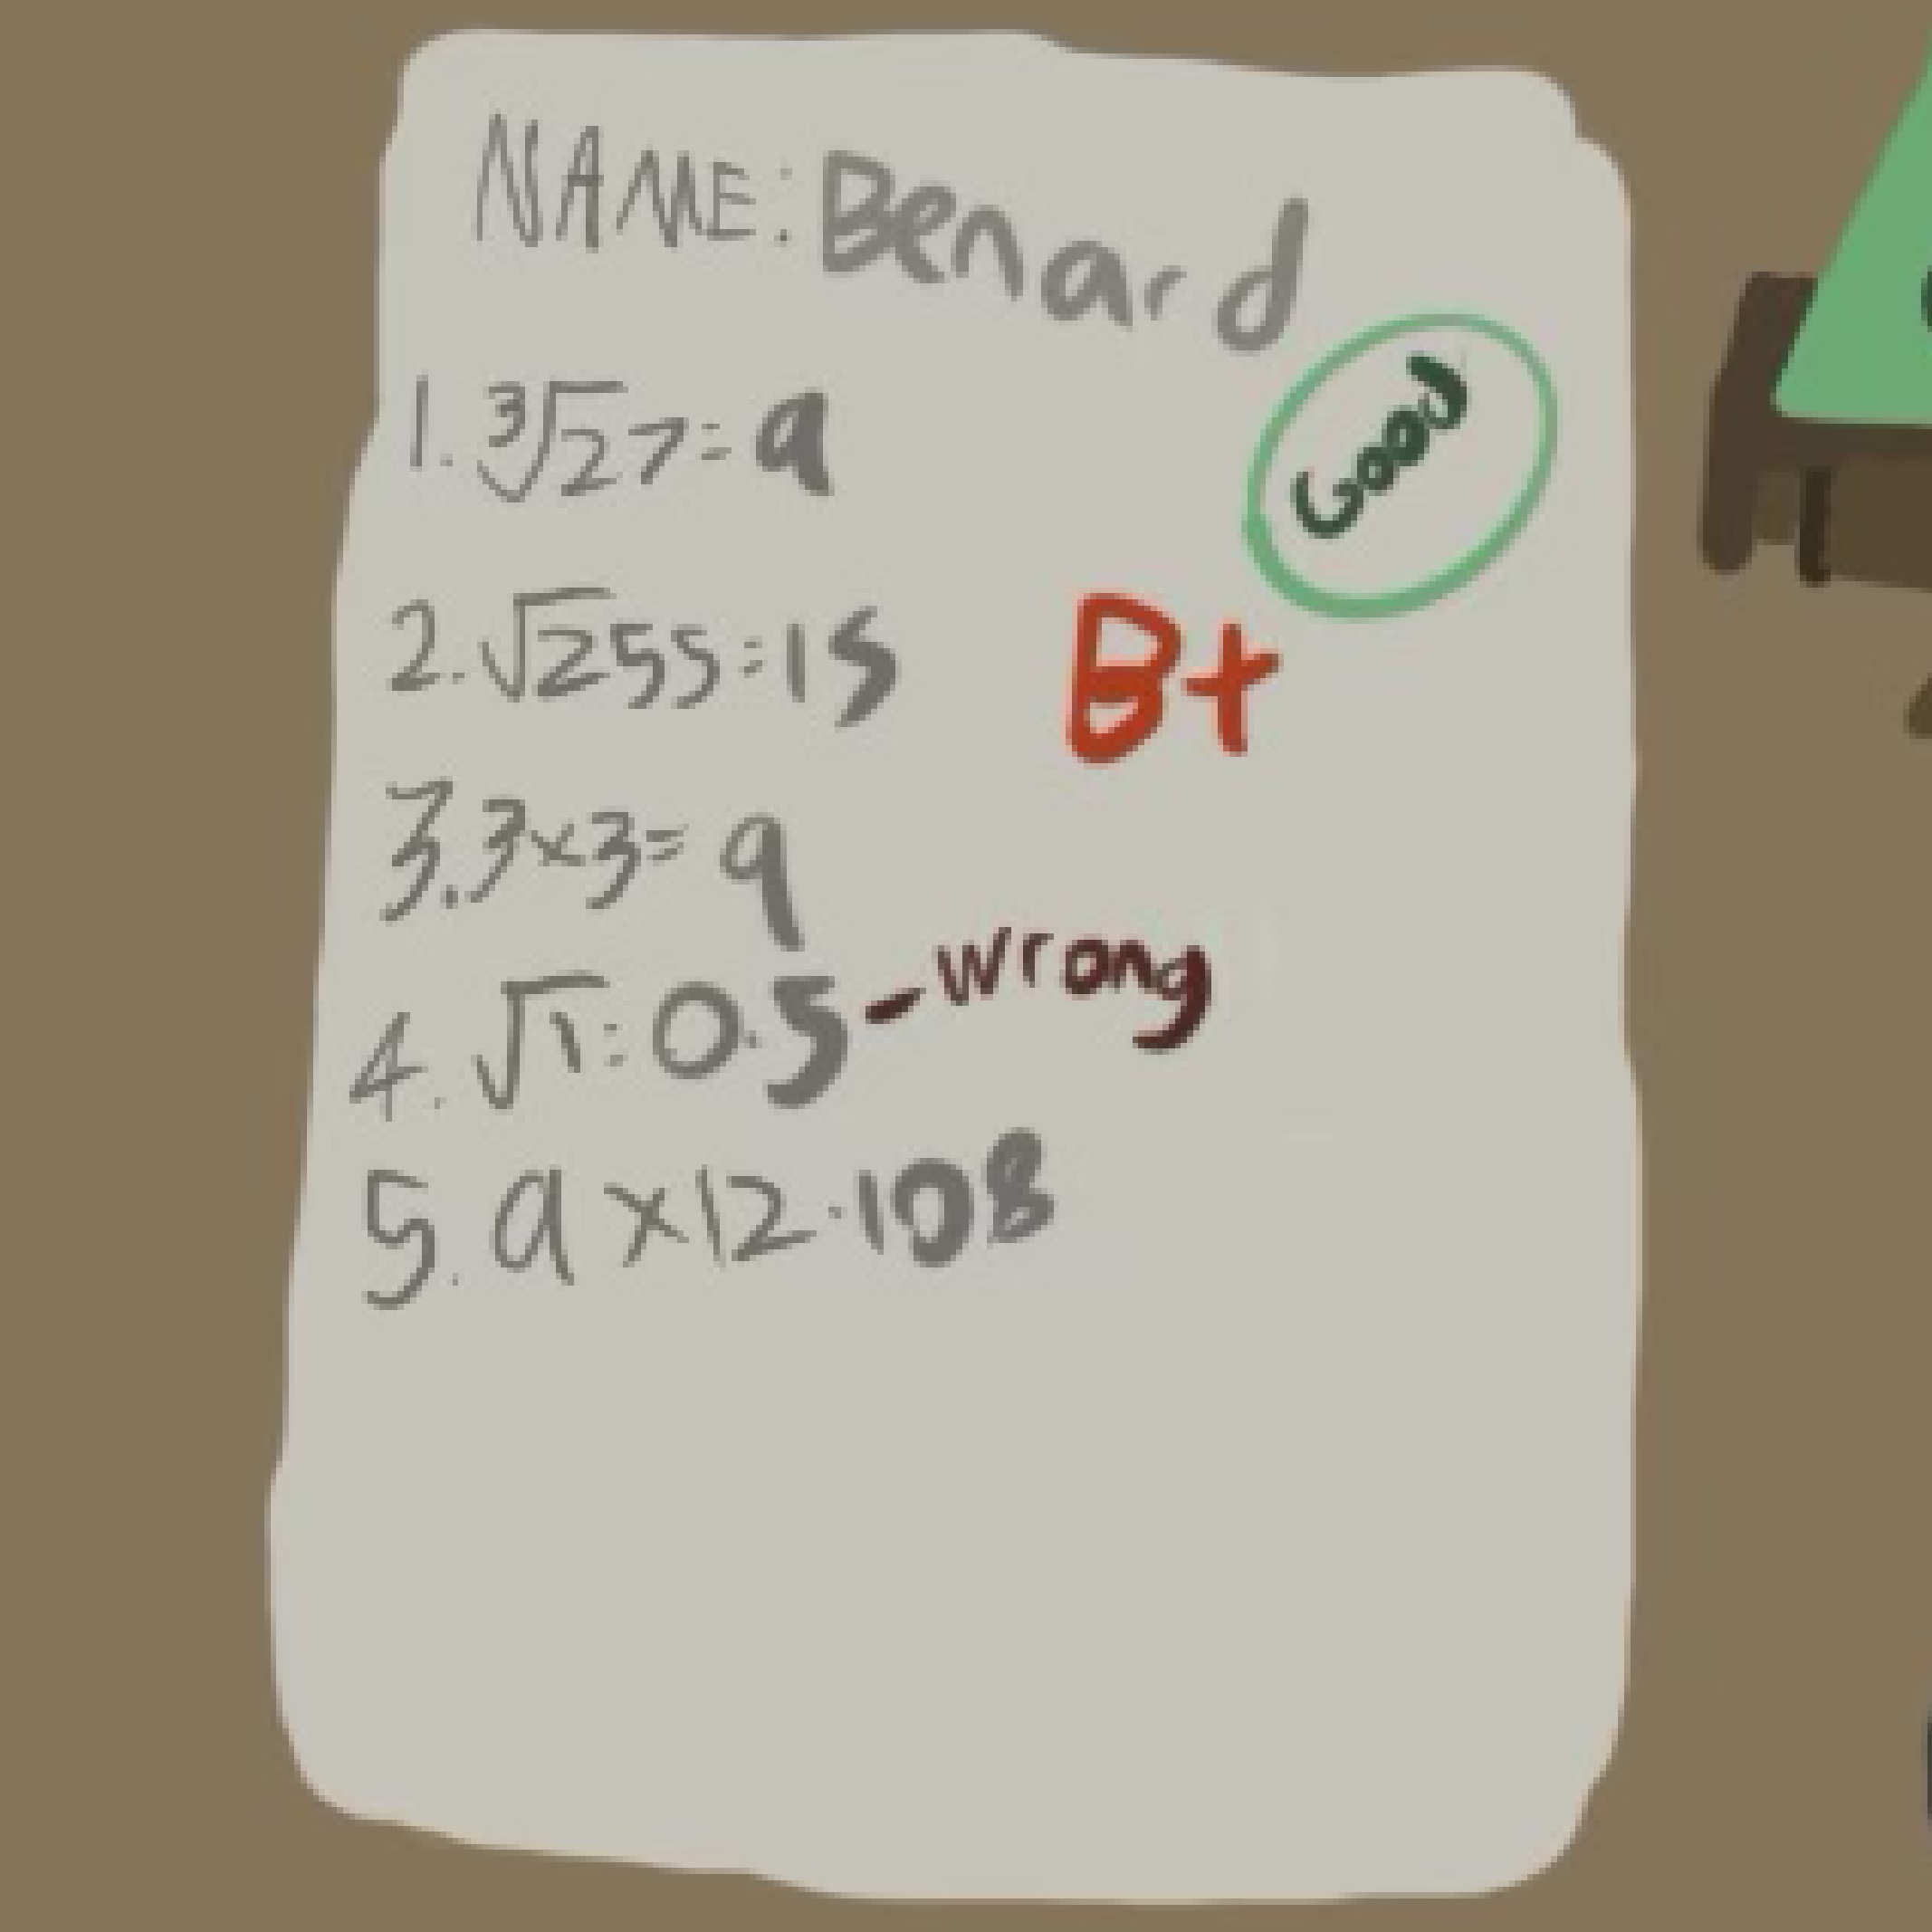 NAME: Benard
Good
1. ³√27=9
2. √255=15
B+
3. 3×3=9
4. √1=0.5 -wrong
5. 9×12=108